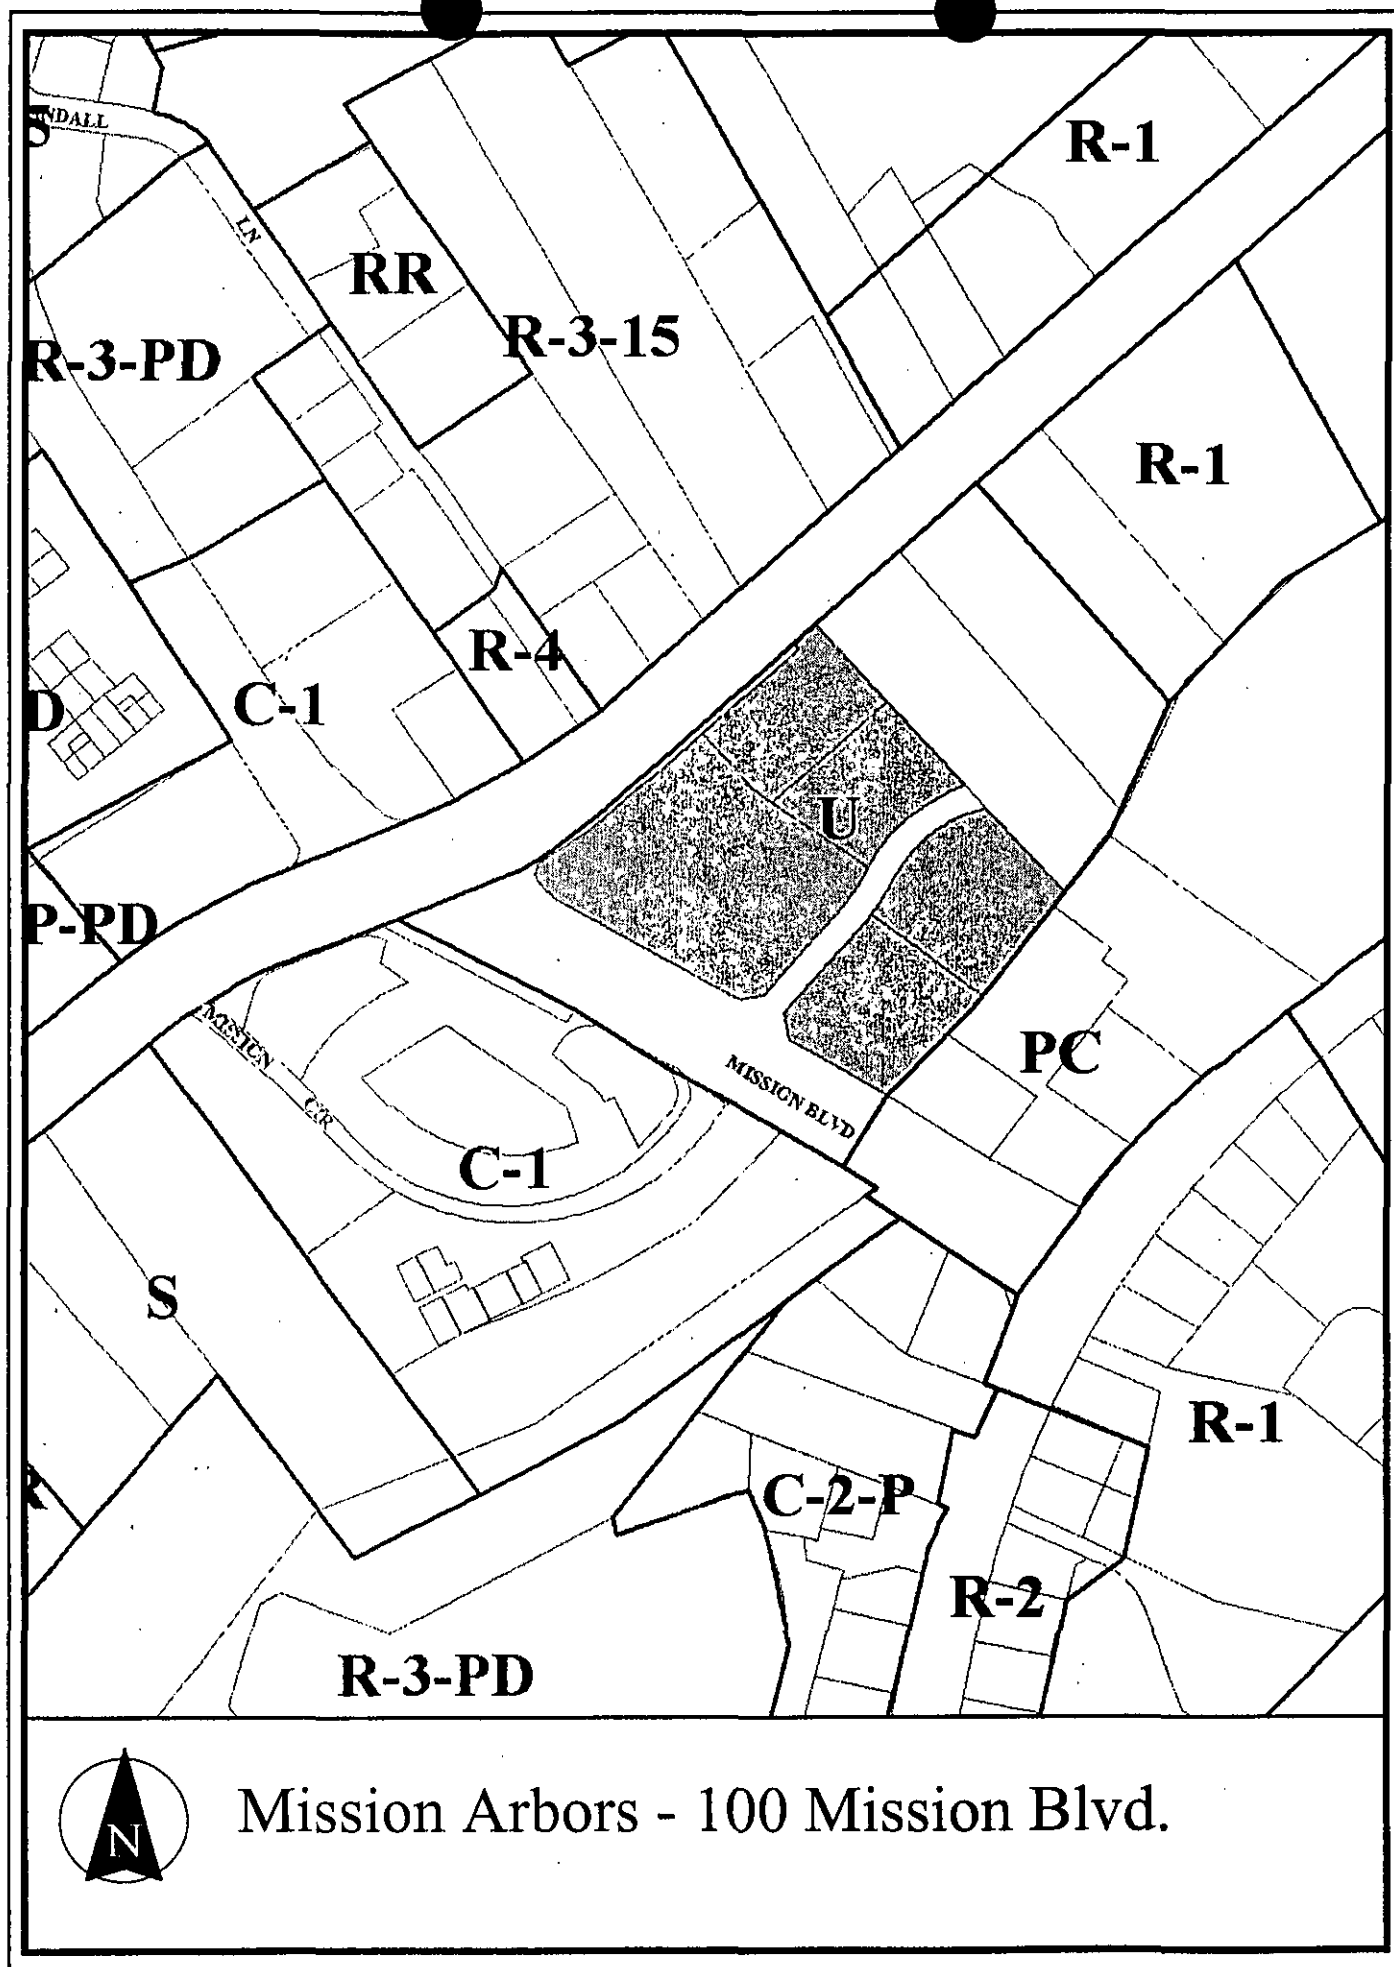 R-1
S
NDALL
LN
RR
R-3-15
R-3-PD
R-1
R-4
C-1
D
U
P-PD
MISION
CIR
MISSION BLVD
PC
C-1
S
R-1
R
C-2-P
R-2
R-3-PD
N
Mission Arbors - 100 Mission Blvd.